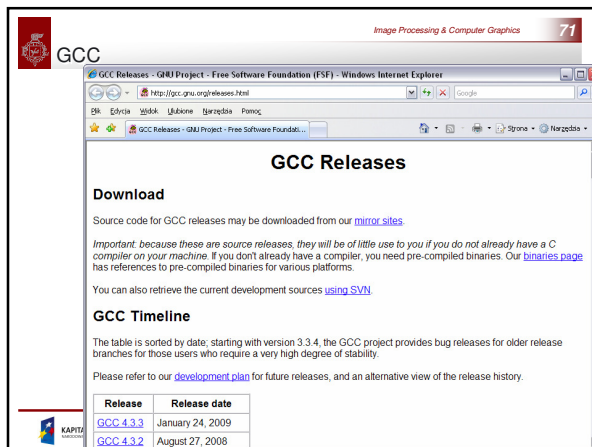 Image Processing & Computer Graphics 71
GCC
GCC Releases - GNU Project - Free Software Foundation (FSF) - Windows Internet Explorer
http://gcc.gnu.org/releases.html
Google
Plik Edycja Widok Ulubione Narzędzia Pomoc
GCC Releases - GNU Project - Free Software Foundati...
Strona
Narzędzia
GCC Releases
Download
Source code for GCC releases may be downloaded from our mirror sites.
Important: because these are source releases, they will be of little use to you if you do not already have a C
compiler on your machine. If you don't already have a compiler, you need pre-compiled binaries. Our binaries page
has references to pre-compiled binaries for various platforms.
You can also retrieve the current development sources using SVN.
GCC Timeline
The table is sorted by date; starting with version 3.3.4, the GCC project provides bug releases for older release
branches for those users who require a very high degree of stability.
Please refer to our development plan for future releases, and an alternative view of the release history.
Release Release date
GCC 4.3.3 January 24, 2009
KAPITA
GCC 4.3.2 August 27, 2008